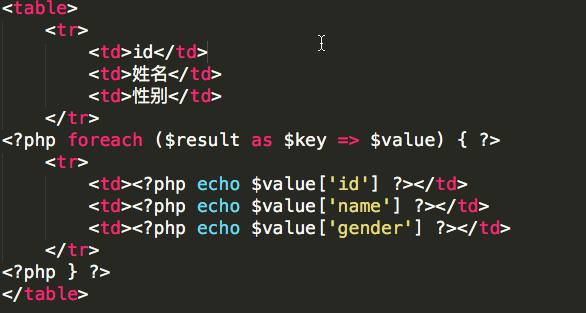 <table>
    <tr>
        <td>id</td>
        <td>姓名</td>
        <td>性别</td>
    </tr>
<?php foreach ($result as $key => $value) { ?>
    <tr>
        <td><?php echo $value['id'] ?></td>
        <td><?php echo $value['name'] ?></td>
        <td><?php echo $value['gender'] ?></td>
    </tr>
<?php } ?>
</table>